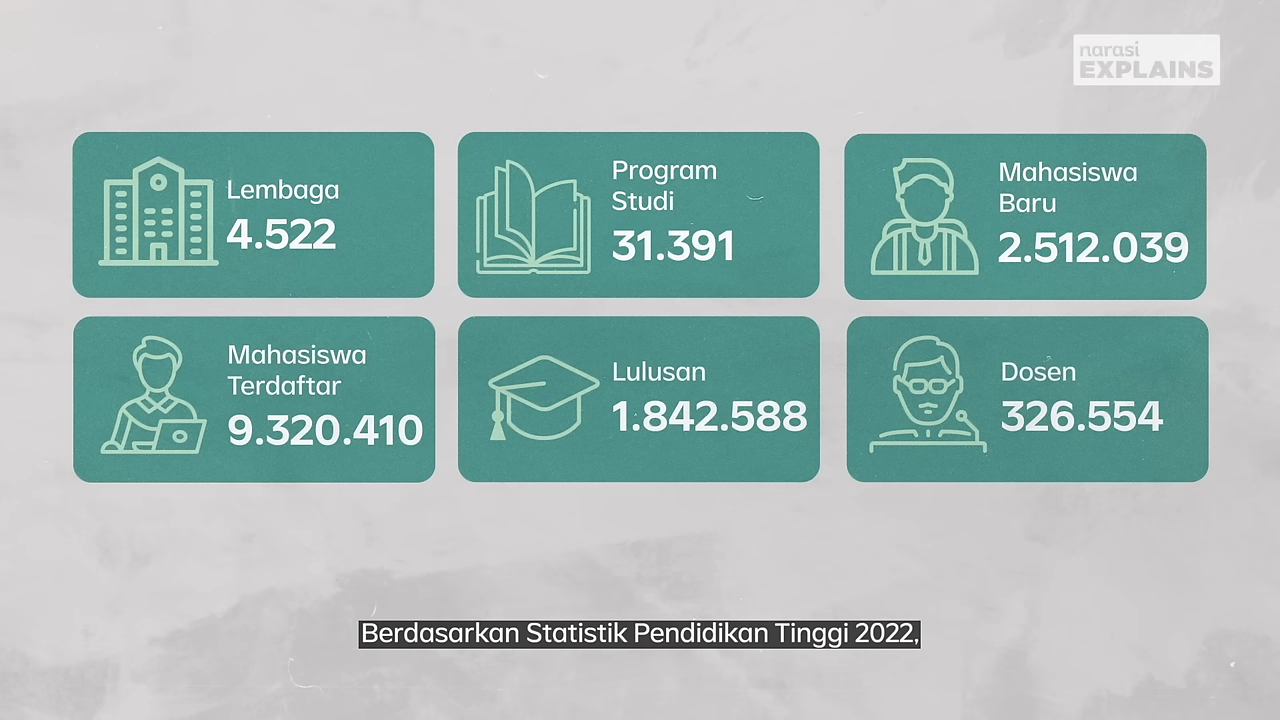 narasi
EXPLAINS
Lembaga
4.522
Program
Studi
31.391
Mahasiswa
Baru
2.512.039
Mahasiswa
Terdaftar
9.320.410
Lulusan
1.842.588
Dosen
326.554
Berdasarkan Statistik Pendidikan Tinggi 2022,